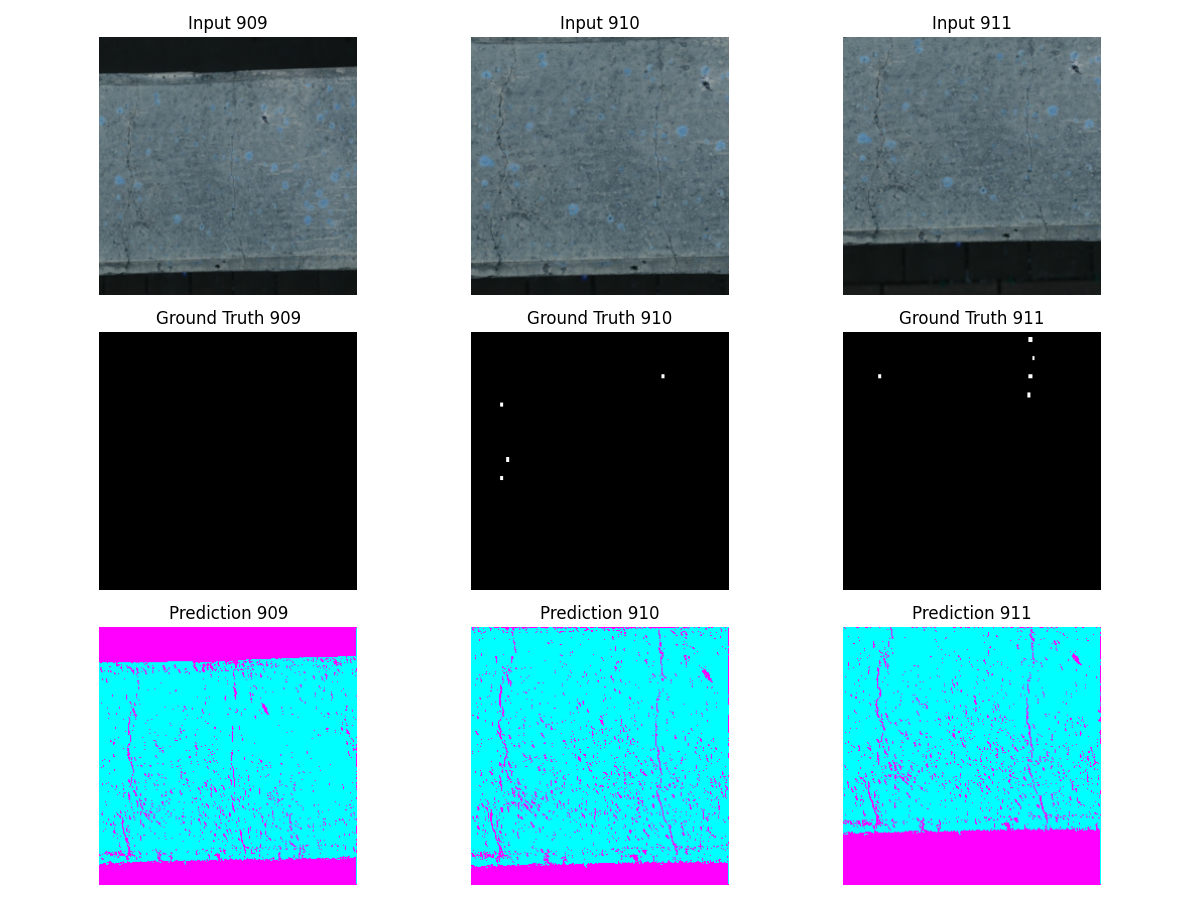 Input 909
Input 910
Input 911
Ground Truth 909
Ground Truth 910
Ground Truth 911
Prediction 909
Prediction 910
Prediction 911